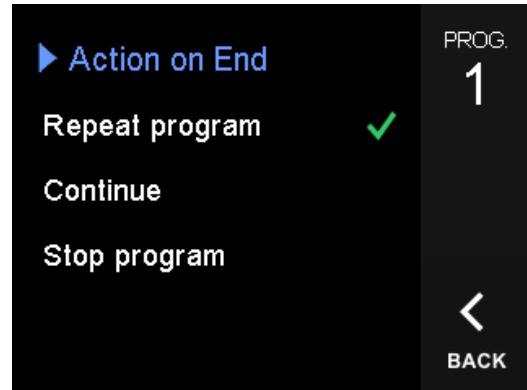 Action on End
Repeat program
Continue
Stop program
PROG.
1
BACK